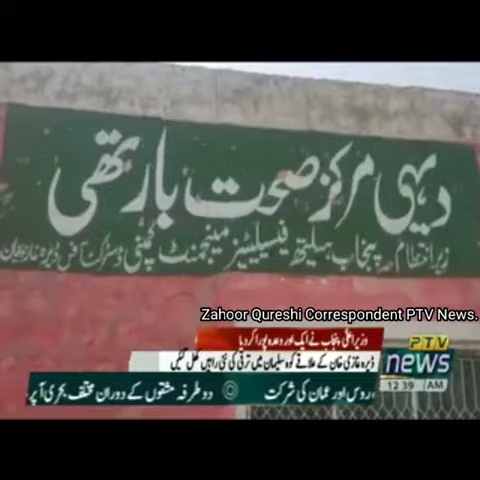 دیہی مرکز صحت بارتھی
زیر انتظام پنجاب ہیلتھ فیسیلیٹیز مینجمنٹ کمپنی ڈسٹرکٹ آفس ڈیرہ غازیخان
Zahoor Qureshi Correspondent PTV News.
وزیراعلیٰ پنجاب نے ایک اور وعدہ پورا کردیا
ڈیرہ غازی خان کے علاقے کوہ سلیمان میں ترقی کی نئی راہیں کھل گئیں
PTV
news
12:39 AM
روس اور عمان کی شرکت دو طرفہ مشقوں کے دوران مختلف بحری آپر